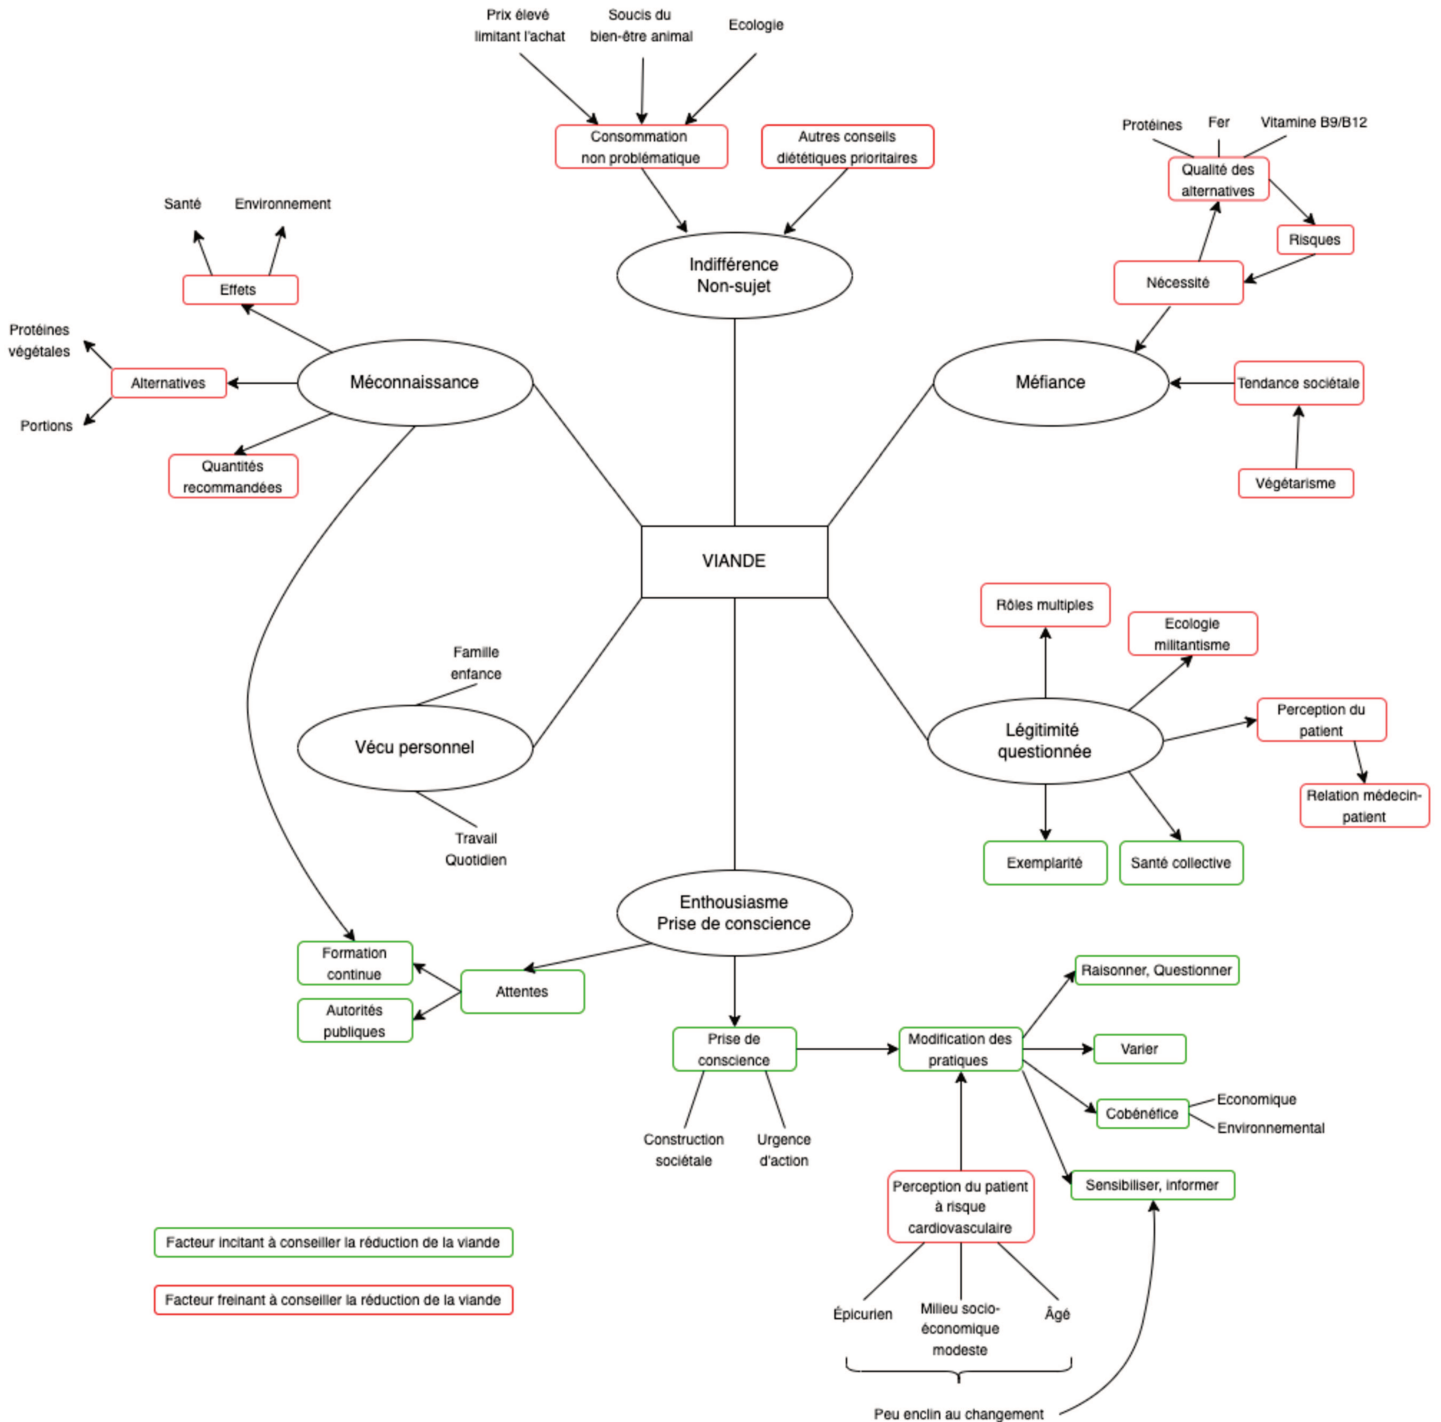 Prix élevé
limitant l'achat
Soucis du
bien-être animal
Ecologie
Consommation
non problématique
Autres conseils
diététiques prioritaires
Indifférence
Non-sujet
Protéines
Fer
Vitamine B9/B12
Qualité des
alternatives
Risques
Nécessité
Méfiance
Tendance sociétale
Végétarisme
Santé
Environnement
Effets
Protéines
végétales
Alternatives
Portions
Méconnaissance
Quantités
recommandées
VIANDE
Rôles multiples
Ecologie
militantisme
Légitimité
questionnée
Perception du
patient
Relation médecin-
patient
Exemplarité
Santé collective
Famille
enfance
Vécu personnel
Travail
Quotidien
Enthousiasme
Prise de conscience
Formation
continue
Autorités
publiques
Attentes
Prise de
conscience
Construction
sociétale
Urgence
d'action
Modification des
pratiques
Raisonner, Questionner
Varier
Cobénéfice
Economique
Environnemental
Sensibiliser, informer
Perception du patient
à risque
cardiovasculaire
Épicurien
Milieu socio-
économique
modeste
Âgé
Peu enclin au changement
Facteur incitant à conseiller la réduction de la viande
Facteur freinant à conseiller la réduction de la viande